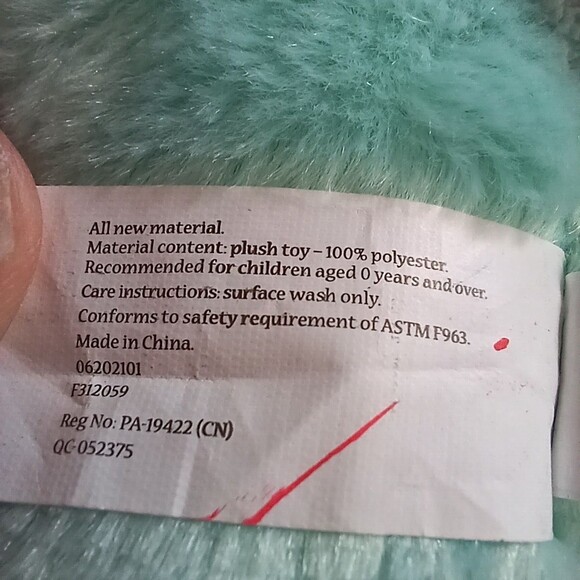 All new material.
Material content: plush toy – 100% polyester.
Recommended for children aged 0 years and over.
Care instructions: surface wash only.
Conforms to safety requirement of ASTM F963.
Made in China.
06202101
F312059
Reg No: PA-19422 (CN)
QC-052375